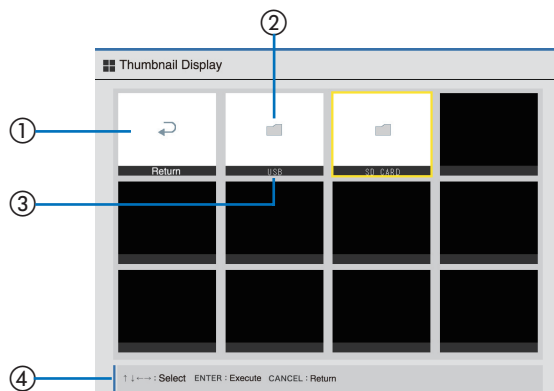 ②
Thumbnail Display
①
Return USB SD CARD
③
④
↑↓←→ : Select ENTER : Execute CANCEL : Return